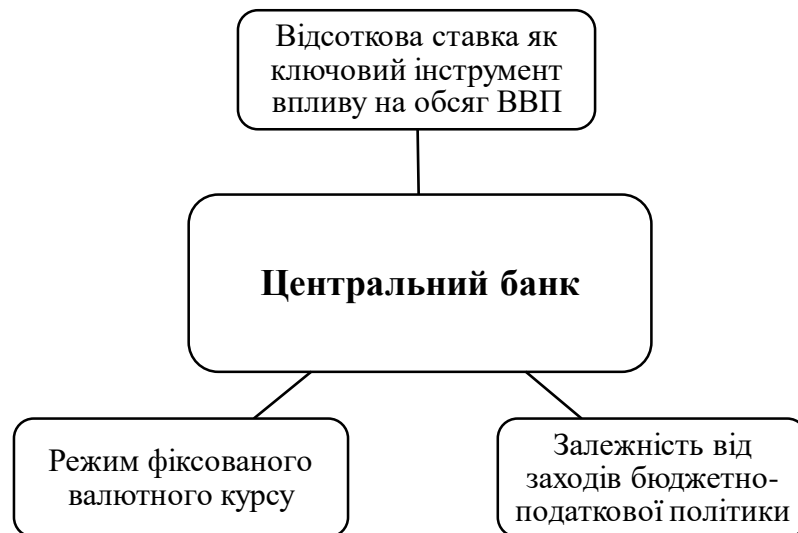 Відсоткова ставка як
ключовий інструмент
впливу на обсяг ВВП
Центральний банк
Режим фіксованого
валютного курсу
Залежність від
заходів бюджетно-
податкової політики